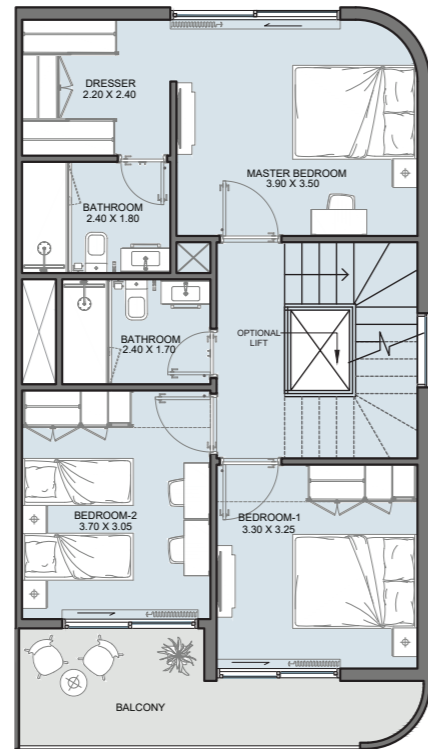 DRESSER
2.20 X 2.40
MASTER BEDROOM
3.90 X 3.50
BATHROOM
2.40 X 1.80
OPTIONAL
LIFT
BATHROOM
2.40 X 1.70
BEDROOM-2
3.70 X 3.05
BEDROOM-1
3.30 X 3.25
BALCONY